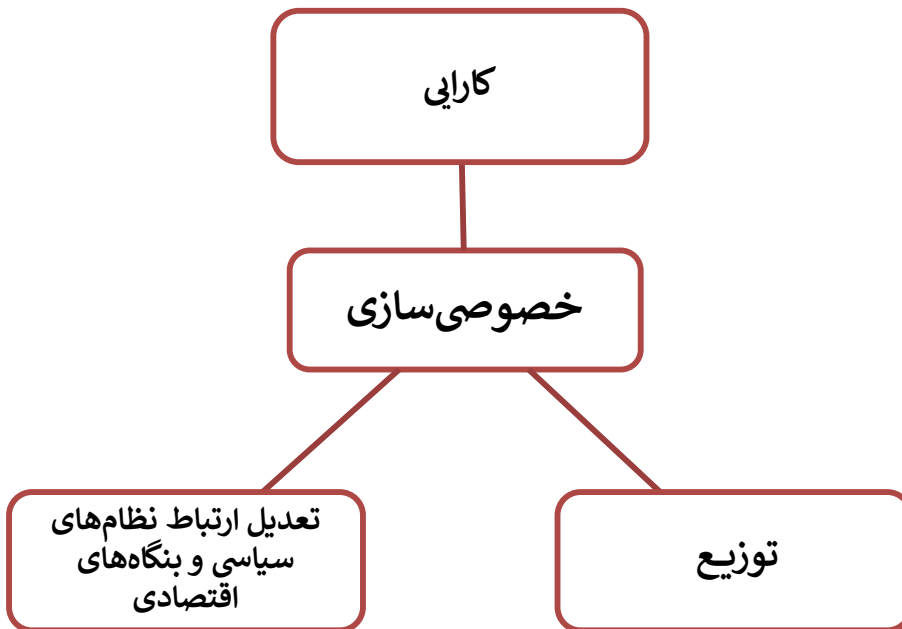 کارایی
خصوصی‌سازی
توزیع
تعدیل ارتباط نظام‌های
سیاسی و بنگاه‌های
اقتصادی